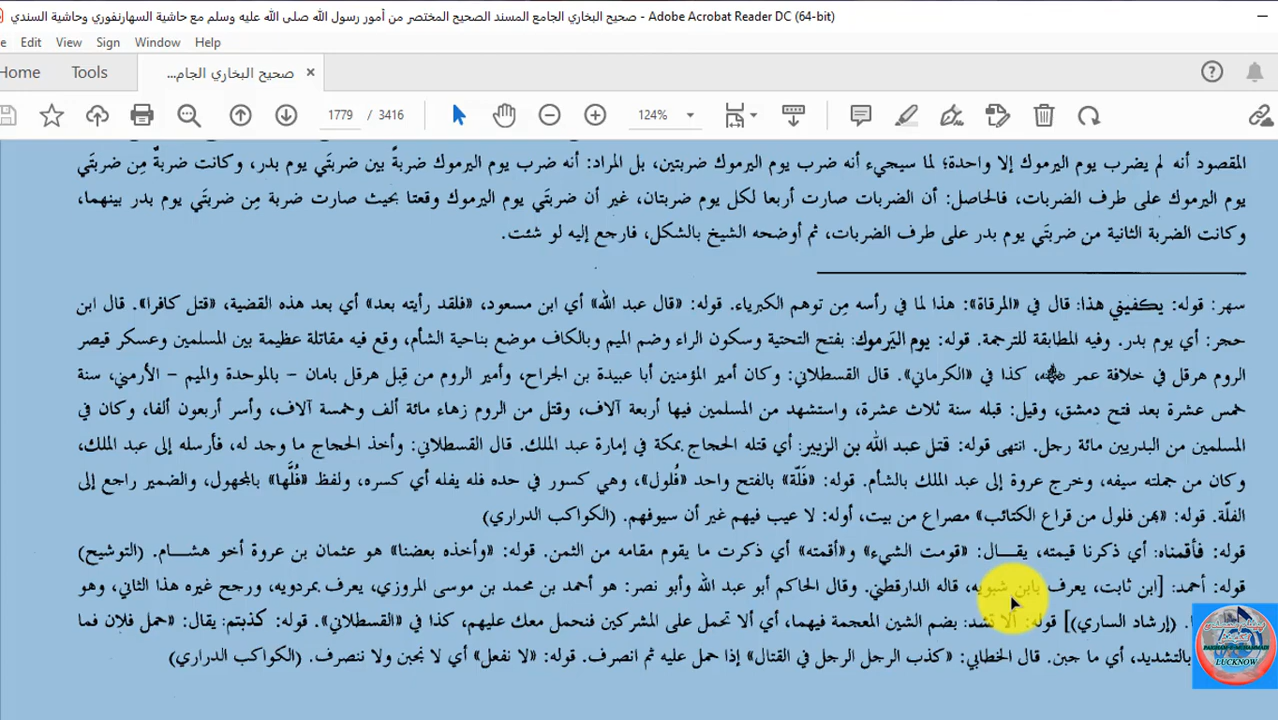 صحيح البخاري الجامع المسند الصحيح المختصر من أمور رسول الله صلى الله عليه وسلم مع حاشية السهارنفوري وحاشية السندي - Adobe Acrobat Reader DC (64-bit)
Edit View Sign Window Help
Home Tools صحيح البخاري الجام... ×
1779 / 3416 124%
المقصود أنه لم يضرب يوم اليرموك إلا واحدة؛ لما سيجيء أنه ضرب يوم اليرموك ضربتين، بل المراد: أنه ضرب يوم اليرموك ضربةً بين ضربتَي يوم بدر، وكانت ضربةٌ مِن ضربتَي
يوم اليرموك على طرف الضربات، فالحاصل: أن الضربات صارت أربعا لكل يوم ضربتان، غير أن ضربتَي يوم اليرموك وقعتا بحيث صارت ضربة مِن ضربتَي يوم بدر بينهما،
وكانت الضربة الثانية من ضربتَي يوم بدر على طرف الضربات، ثم أوضحه الشيخ بالشكل، فارجع إليه لو شئت.
سهر: قوله: يكفيني هذا: قال في «المرقاة»: هذا لما في رأسه مِن توهم الكبرياء. قوله: «قال عبد الله» أي ابن مسعود، «فلقد رأيته بعد» أي بعد هذه القضية، «قتل كافرا». قال ابن
حجر: أي يوم بدر. وفيه المطابقة للترجمة. قوله: يوم اليَرموك: بفتح التحتية وسكون الراء وضم الميم وبالكاف موضع بناحية الشأم، وقع فيه مقاتلة عظيمة بين المسلمين وعسكر قيصر
الروم هرقل في خلافة عمر ﷺ، كذا في «الكرماني». قال القسطلاني: وكان أمير المؤمنين أبا عبيدة بن الجراح، وأمير الروم من قِبل هرقل بامان – بالموحدة والميم – الأرمني، سنة
خمس عشرة بعد فتح دمشق، وقيل: قبله سنة ثلاث عشرة، واستشهد من المسلمين فيها أربعة آلاف، وقتل من الروم زهاء مائة ألف وخمسة آلاف، وأسر أربعون ألفا، وكان في
المسلمين من البدريين مائة رجل. انتهى قوله: قتل عبد الله بن الزبير: أي قتله الحجاج بمكة في إمارة عبد الملك. قال القسطلاني: وأخذ الحجاج ما وجد له، فأرسله إلى عبد الملك،
وكان من جملته سيفه، وخرج عروة إلى عبد الملك بالشأم. قوله: «فَلّة» بالفتح واحد «فُلول»، وهي كسور في حده فله يفله أي كسره، ولفظ «فُلَّها» بالمجهول، والضمير راجع إلى
الفلّة. قوله: «بهن فلول من قراع الكتائب» مصراع من بيت، أوله: لا عيب فيهم غير أن سيوفهم. (الكواكب الدراري)
قوله: فأقمناه: أي ذكرنا قيمته، يقال: «قومت الشيء» و«أقمته» أي ذكرت ما يقوم مقامه من الثمن. قوله: «وأخذه بعضنا» هو عثمان بن عروة أخو هشام. (التوشيح)
قوله: أحمد: [ابن ثابت، يعرف بابن شبويه، قاله الدارقطني. وقال الحاكم أبو عبد الله وأبو نصر: هو أحمد بن محمد بن موسى المروزي، يعرف بمردويه، ورجح غيره هذا الثاني، وهو
(إرشاد الساري)] قوله: ألا تشد: بضم الشين المعجمة فيهما، أي ألا تحمل على المشركين فنحمل معك عليهم، كذا في «القسطلاني». قوله: كذبتم: يقال: «حمل فلان فما
بالتشديد، أي ما جبن. قال الخطابي: «كذب الرجل الرجل في القتال» إذا حمل عليه ثم انصرف. قوله: «لا نفعل» أي لا نجبن ولا ننصرف. (الكواكب الدراري)
LUCKNOW